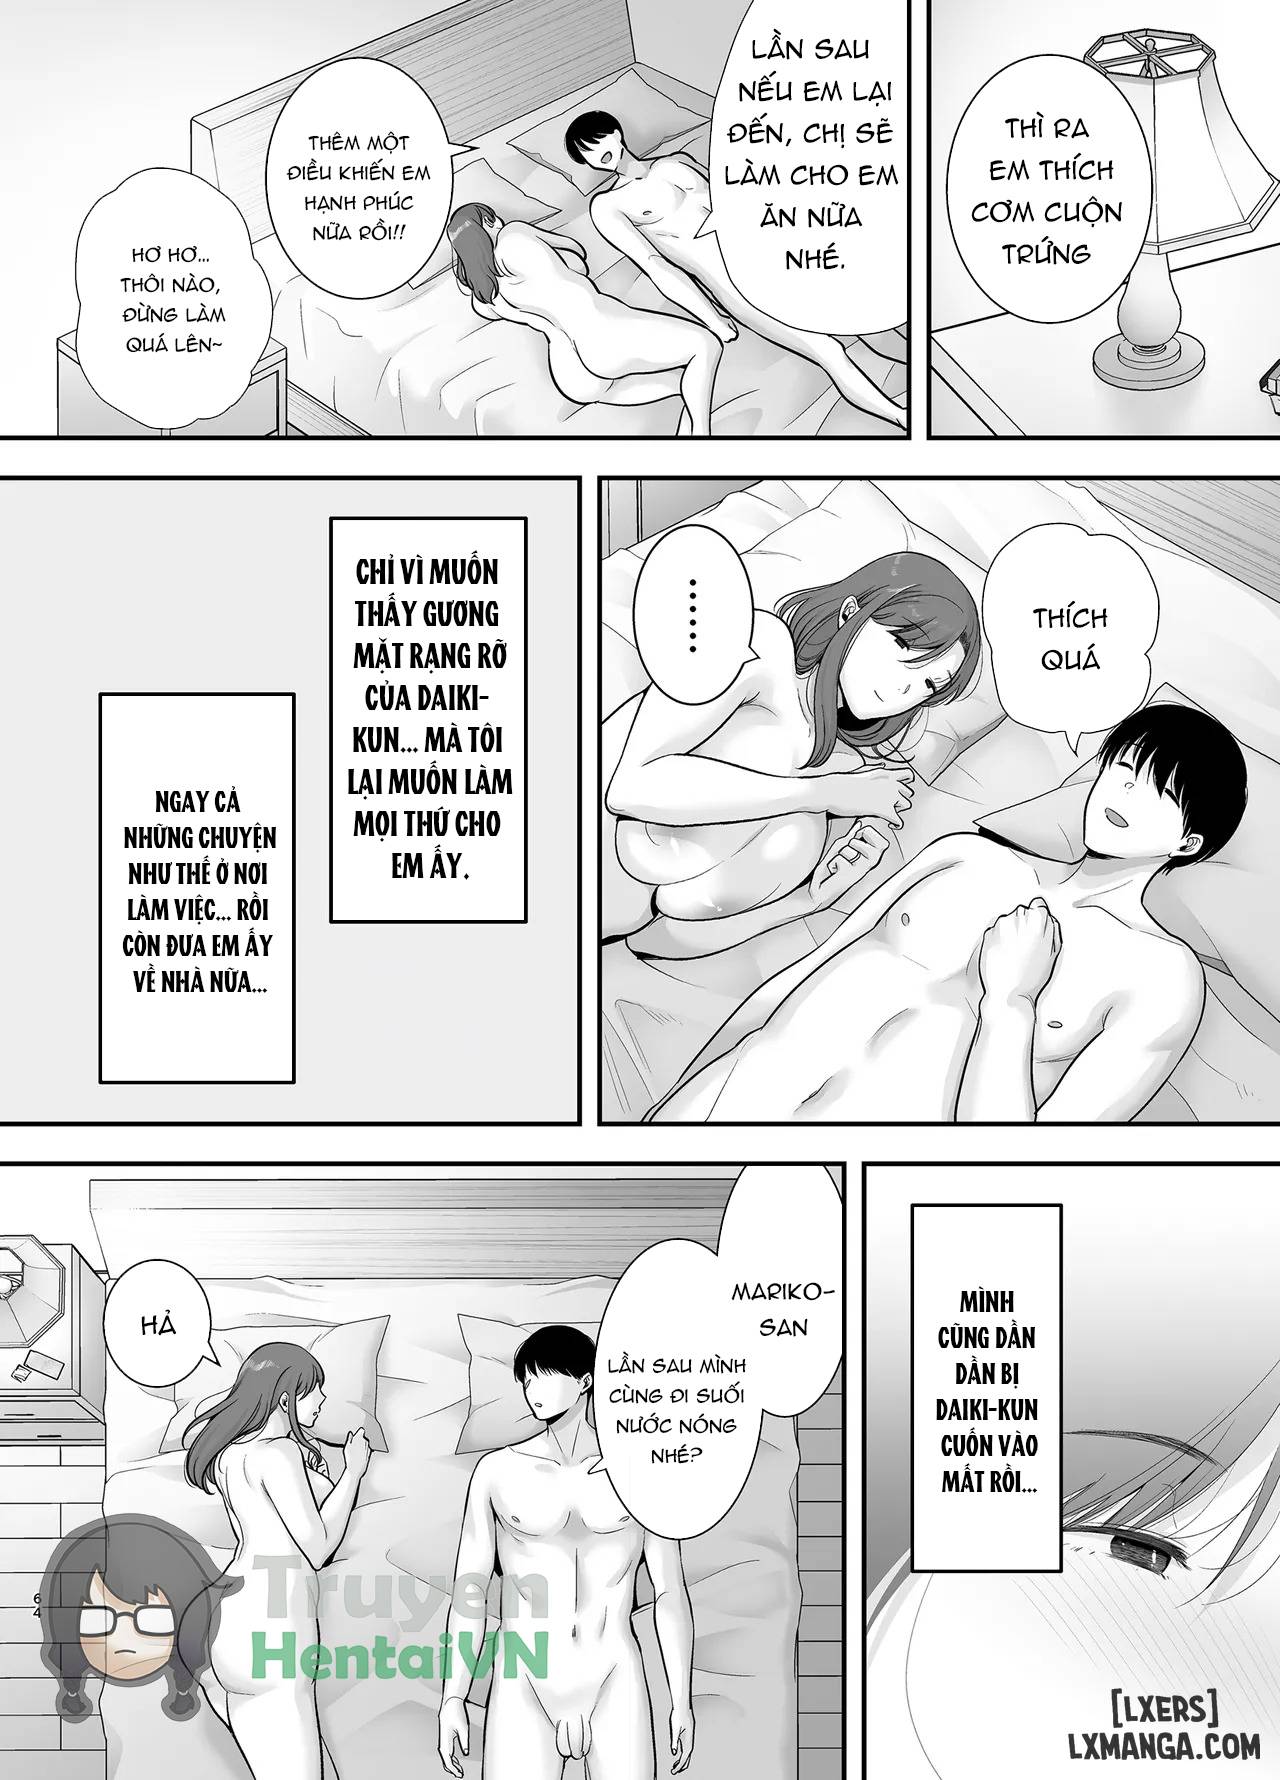 THÌ RA
EM THÍCH
CƠM CUỘN
TRỨNG
LẦN SAU
NẾU EM LẠI
ĐẾN, CHỊ SẼ
LÀM CHO EM
ĂN NỮA
NHÉ.
THÊM MỘT
ĐIỀU KHIẾN EM
HẠNH PHÚC
NỮA RỒI!!
HƠ HƠ...
THÔI NÀO,
ĐỪNG LÀM
QUÁ LÊN~
THÍCH
QUÁ
......
CHỈ VÌ MUỐN
THẤY GƯƠNG
MẶT RẠNG RỠ
CỦA DAIKI-
KUN... MÀ TÔI
LẠI MUỐN LÀM
MỌI THỨ CHO
EM ẤY.
NGAY CẢ
NHỮNG CHUYỆN
NHƯ THẾ Ở NƠI
LÀM VIỆC... RỒI
CÒN ĐƯA EM ẤY
VỀ NHÀ NỮA...
MÌNH
CŨNG DẦN
DẦN BỊ
DAIKI-KUN
CUỐN VÀO
MẤT RỒI...
MARIKO-
SAN
LẦN SAU MÌNH
CÙNG ĐI SUỐI
NƯỚC NÓNG
NHÉ?
HẢ
64
Truyen
HentaiVN
[LXERS]
LXMANGA.COM